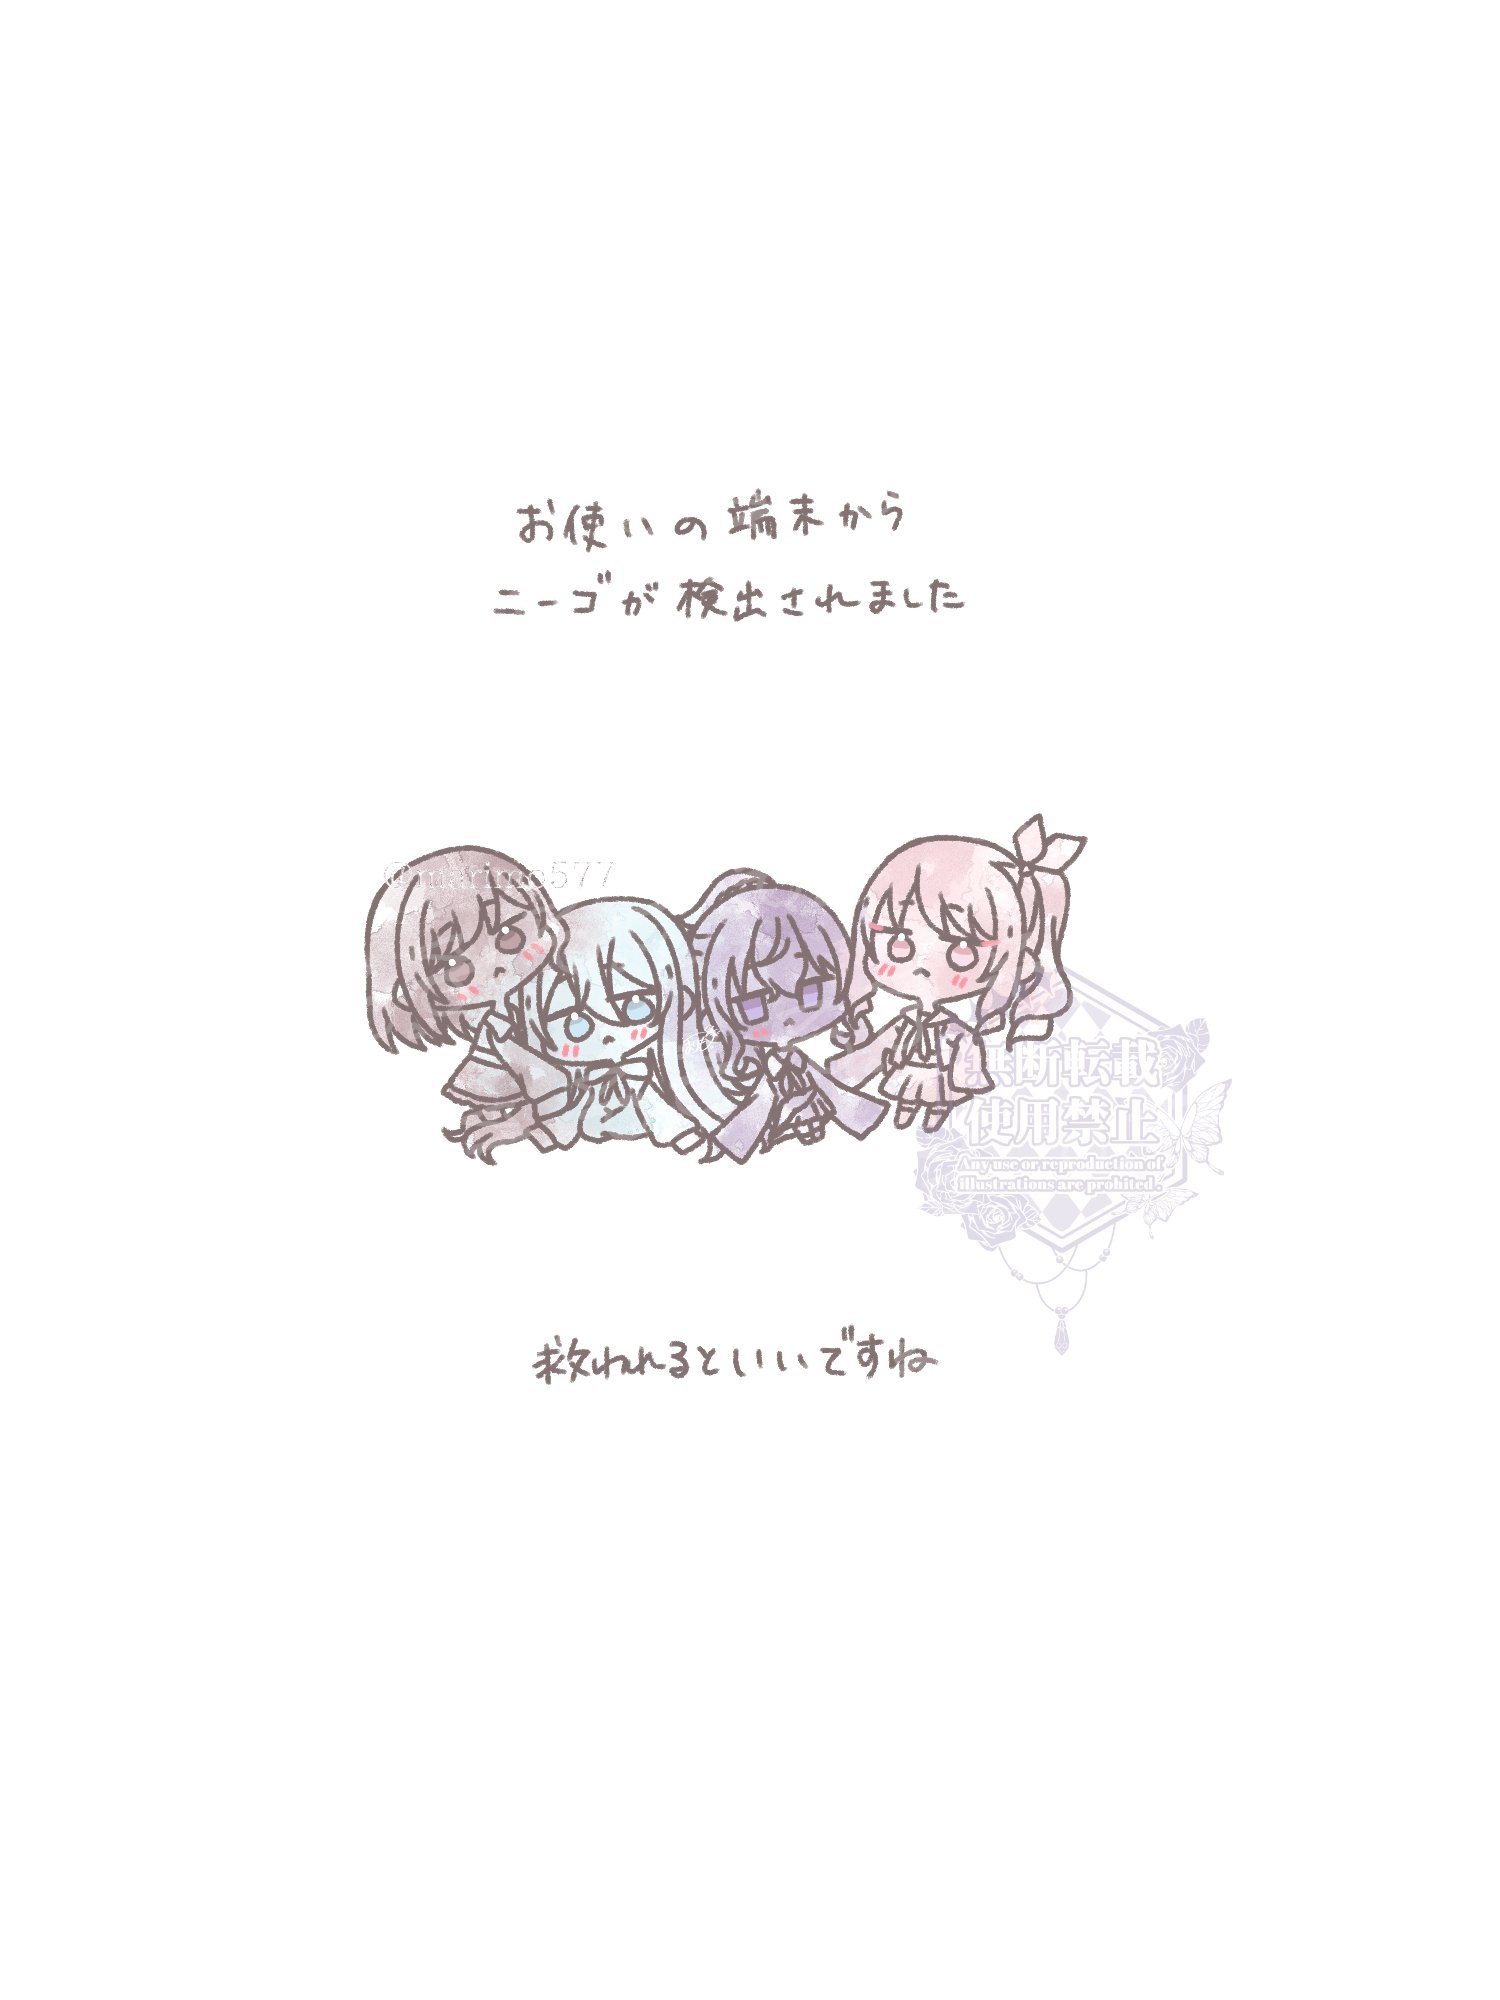 お使いの端末から
ニーゴが検出されました
@marimo577
無断転載
使用禁止
Any use or reproduction of
illustrations are prohited.
救われるといいですね